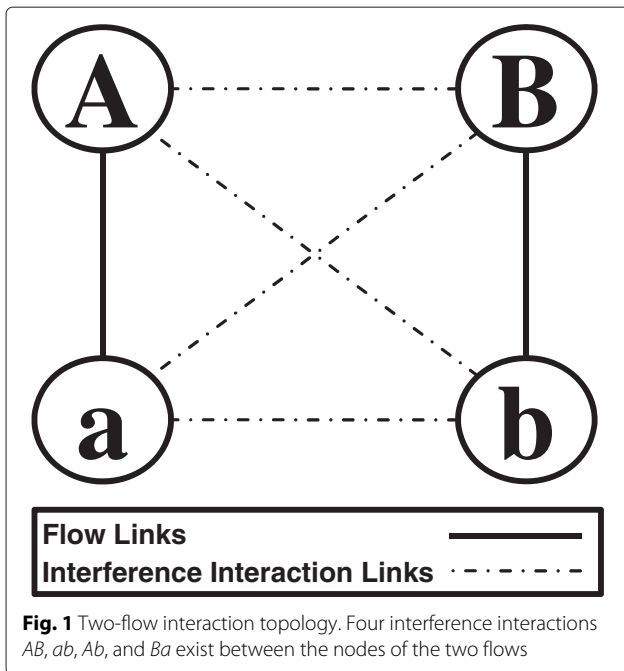 A B
a b
Flow Links
Interference Interaction Links
Fig. 1 Two-flow interaction topology. Four interference interactions
AB, ab, Ab, and Ba exist between the nodes of the two flows